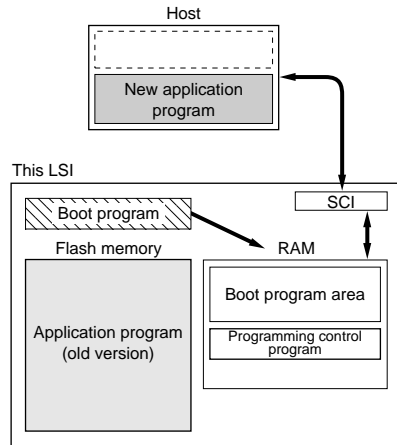 Host
New application
program
This LSI
SCI
Boot program
Flash memory
RAM
Application program
(old version)
Boot program area
Programming control
program